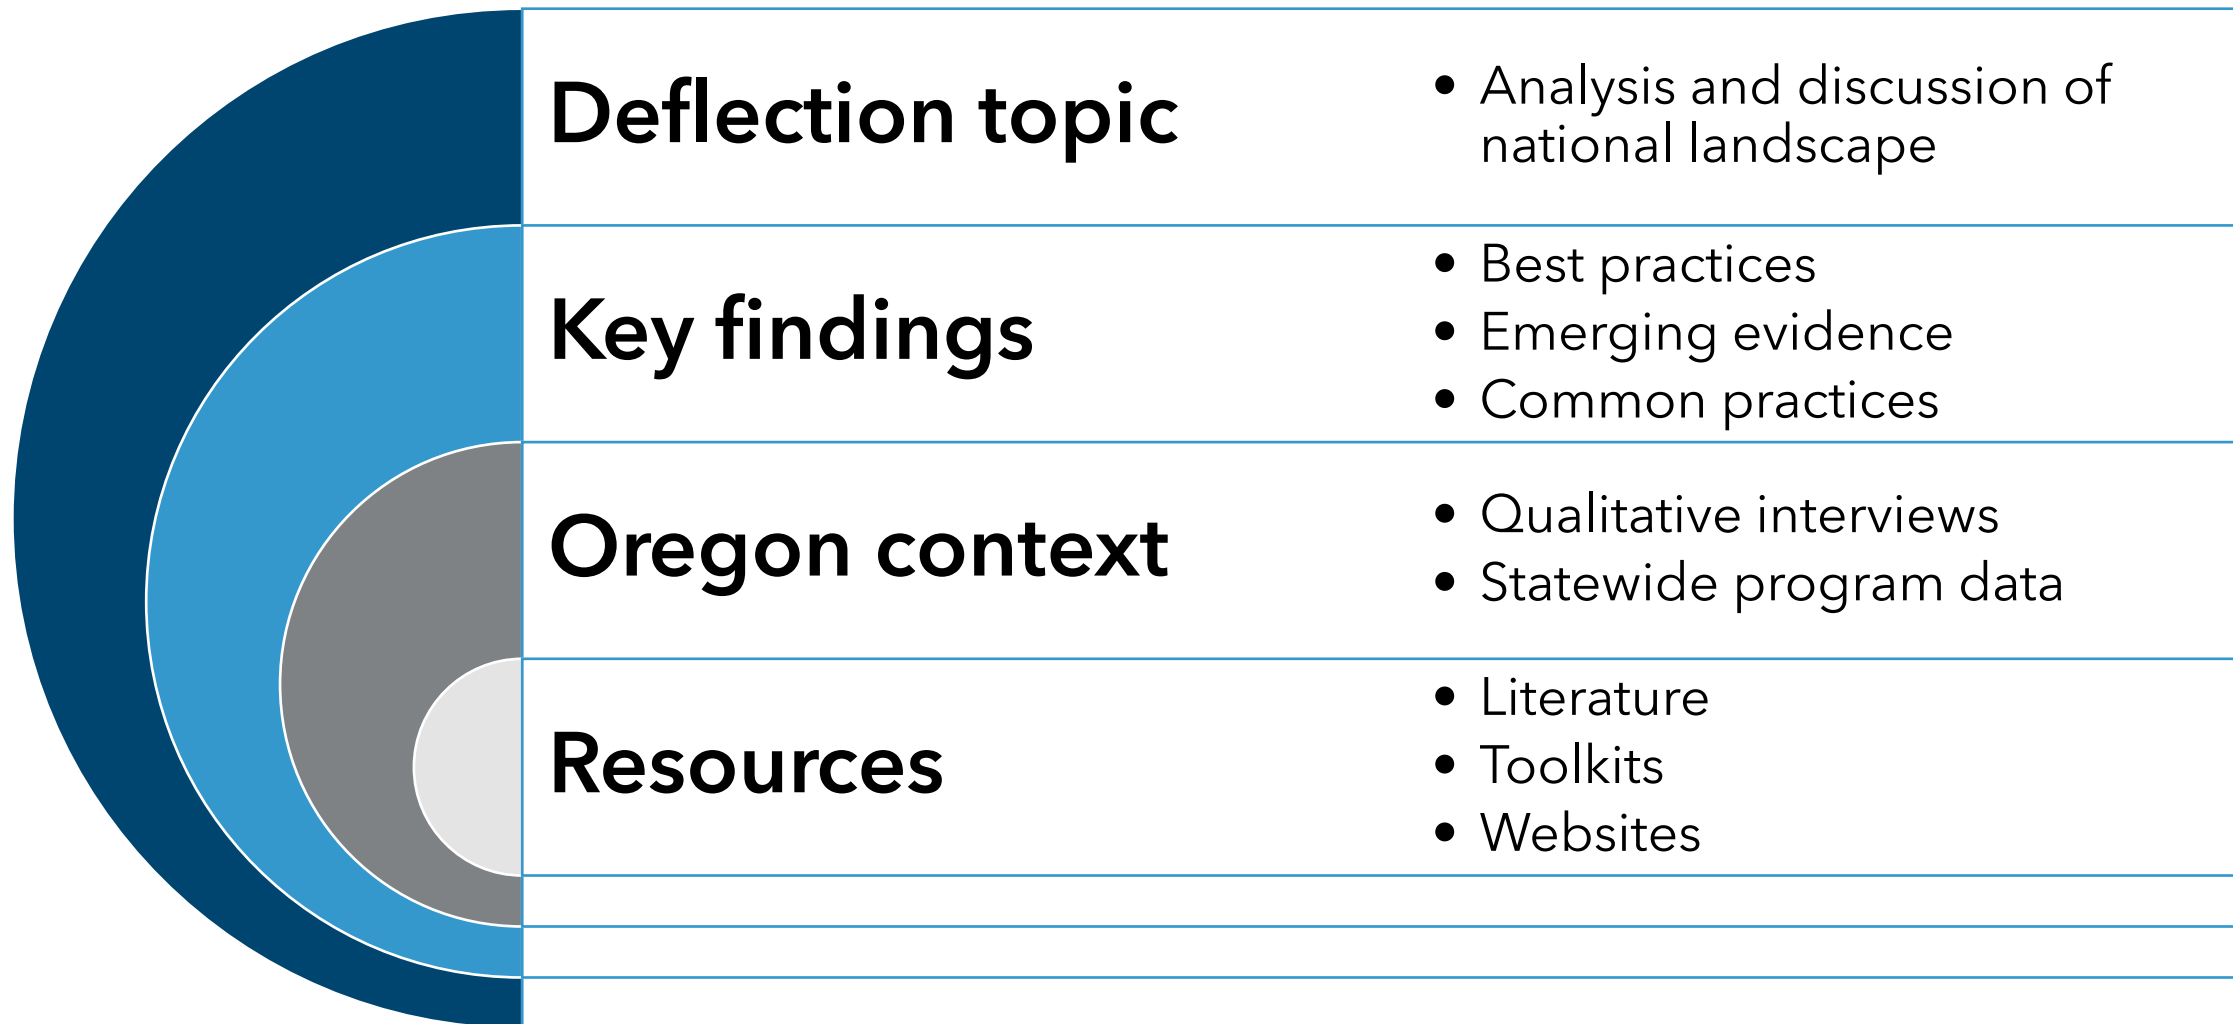 Deflection topic
• Analysis and discussion of
national landscape
Key findings
• Best practices
• Emerging evidence
• Common practices
Oregon context
• Qualitative interviews
• Statewide program data
Resources
• Literature
• Toolkits
• Websites